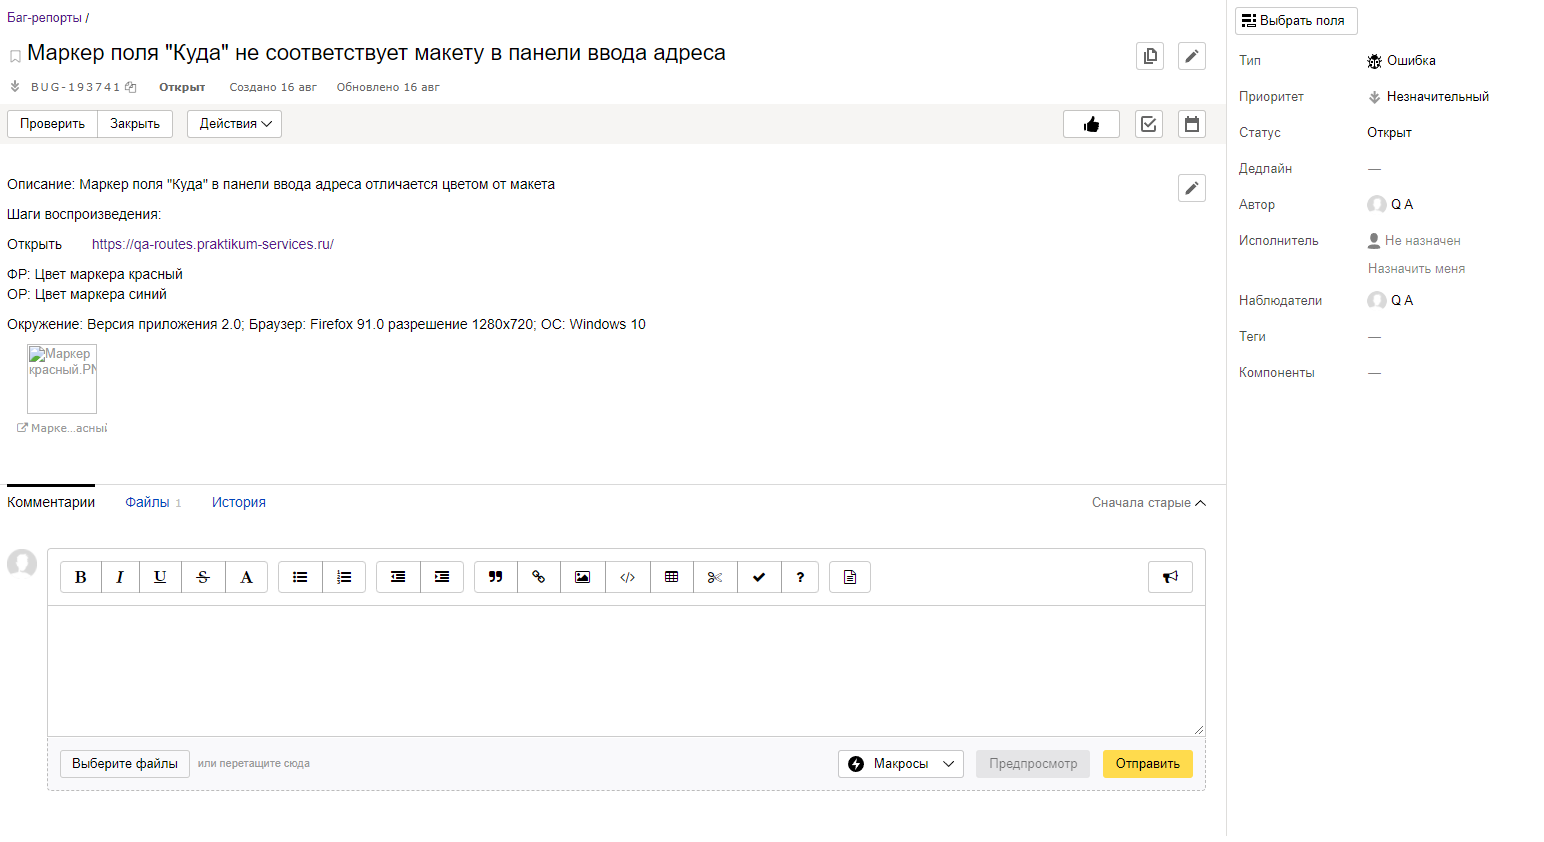 Баг-репорты /
Маркер поля "Куда" не соответствует макету в панели ввода адреса
BUG-193741 Открыт Создано 16 авг Обновлено 16 авг
Проверить Закрыть Действия
Описание: Маркер поля "Куда" в панели ввода адреса отличается цветом от макета
Шаги воспроизведения:
Открыть https://qa-routes.praktikum-services.ru/
ФР: Цвет маркера красный
ОР: Цвет маркера синий
Окружение: Версия приложения 2.0; Браузер: Firefox 91.0 разрешение 1280x720; ОС: Windows 10
Маркер
красный.PN
Марке...асный
Комментарии Файлы 1 История Сначала старые
B I U S A ?
Выберите файлы или перетащите сюда Макросы Предпросмотр Отправить
Выбрать поля
Тип Ошибка
Приоритет Незначительный
Статус Открыт
Дедлайн —
Автор Q A
Исполнитель Не назначен
Назначить меня
Наблюдатели Q A
Теги —
Компоненты —